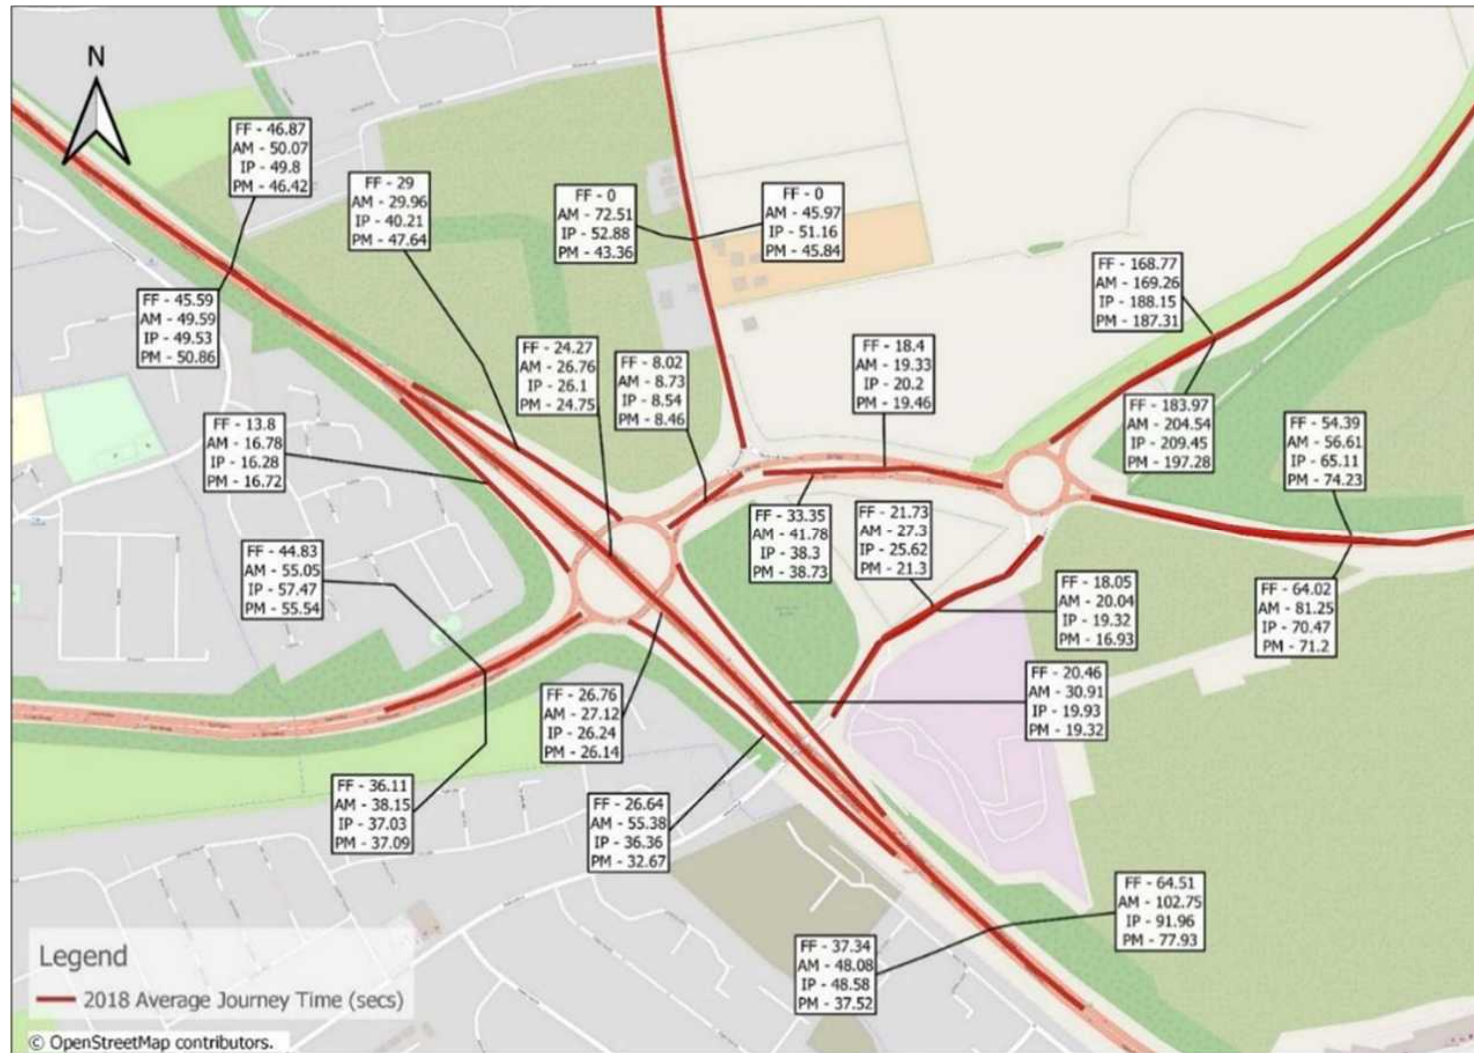 N
FF - 46.87
AM - 50.07
IP - 49.8
PM - 46.42
FF - 29
AM - 29.96
IP - 40.21
PM - 47.64
FF - 0
AM - 72.51
IP - 52.88
PM - 43.36
FF - 0
AM - 45.97
IP - 51.16
PM - 45.84
FF - 168.77
AM - 169.26
IP - 188.15
PM - 187.31
FF - 45.59
AM - 49.59
IP - 49.53
PM - 50.86
FF - 24.27
AM - 26.76
IP - 26.1
PM - 24.75
FF - 8.02
AM - 8.73
IP - 8.54
PM - 8.46
FF - 18.4
AM - 19.33
IP - 20.2
PM - 19.46
FF - 183.97
AM - 204.54
IP - 209.45
PM - 197.28
FF - 54.39
AM - 56.61
IP - 65.11
PM - 74.23
FF - 13.8
AM - 16.78
IP - 16.28
PM - 16.72
FF - 33.35
AM - 41.78
IP - 38.3
PM - 38.73
FF - 21.73
AM - 27.3
IP - 25.62
PM - 21.3
FF - 44.83
AM - 55.05
IP - 57.47
PM - 55.54
FF - 18.05
AM - 20.04
IP - 19.32
PM - 16.93
FF - 64.02
AM - 81.25
IP - 70.47
PM - 71.2
FF - 26.76
AM - 27.12
IP - 26.24
PM - 26.14
FF - 20.46
AM - 30.91
IP - 19.93
PM - 19.32
FF - 36.11
AM - 38.15
IP - 37.03
PM - 37.09
FF - 26.64
AM - 55.38
IP - 36.36
PM - 32.67
FF - 64.51
AM - 102.75
IP - 91.96
PM - 77.93
FF - 37.34
AM - 48.08
IP - 48.58
PM - 37.52
Legend
2018 Average Journey Time (secs)
© OpenStreetMap contributors.